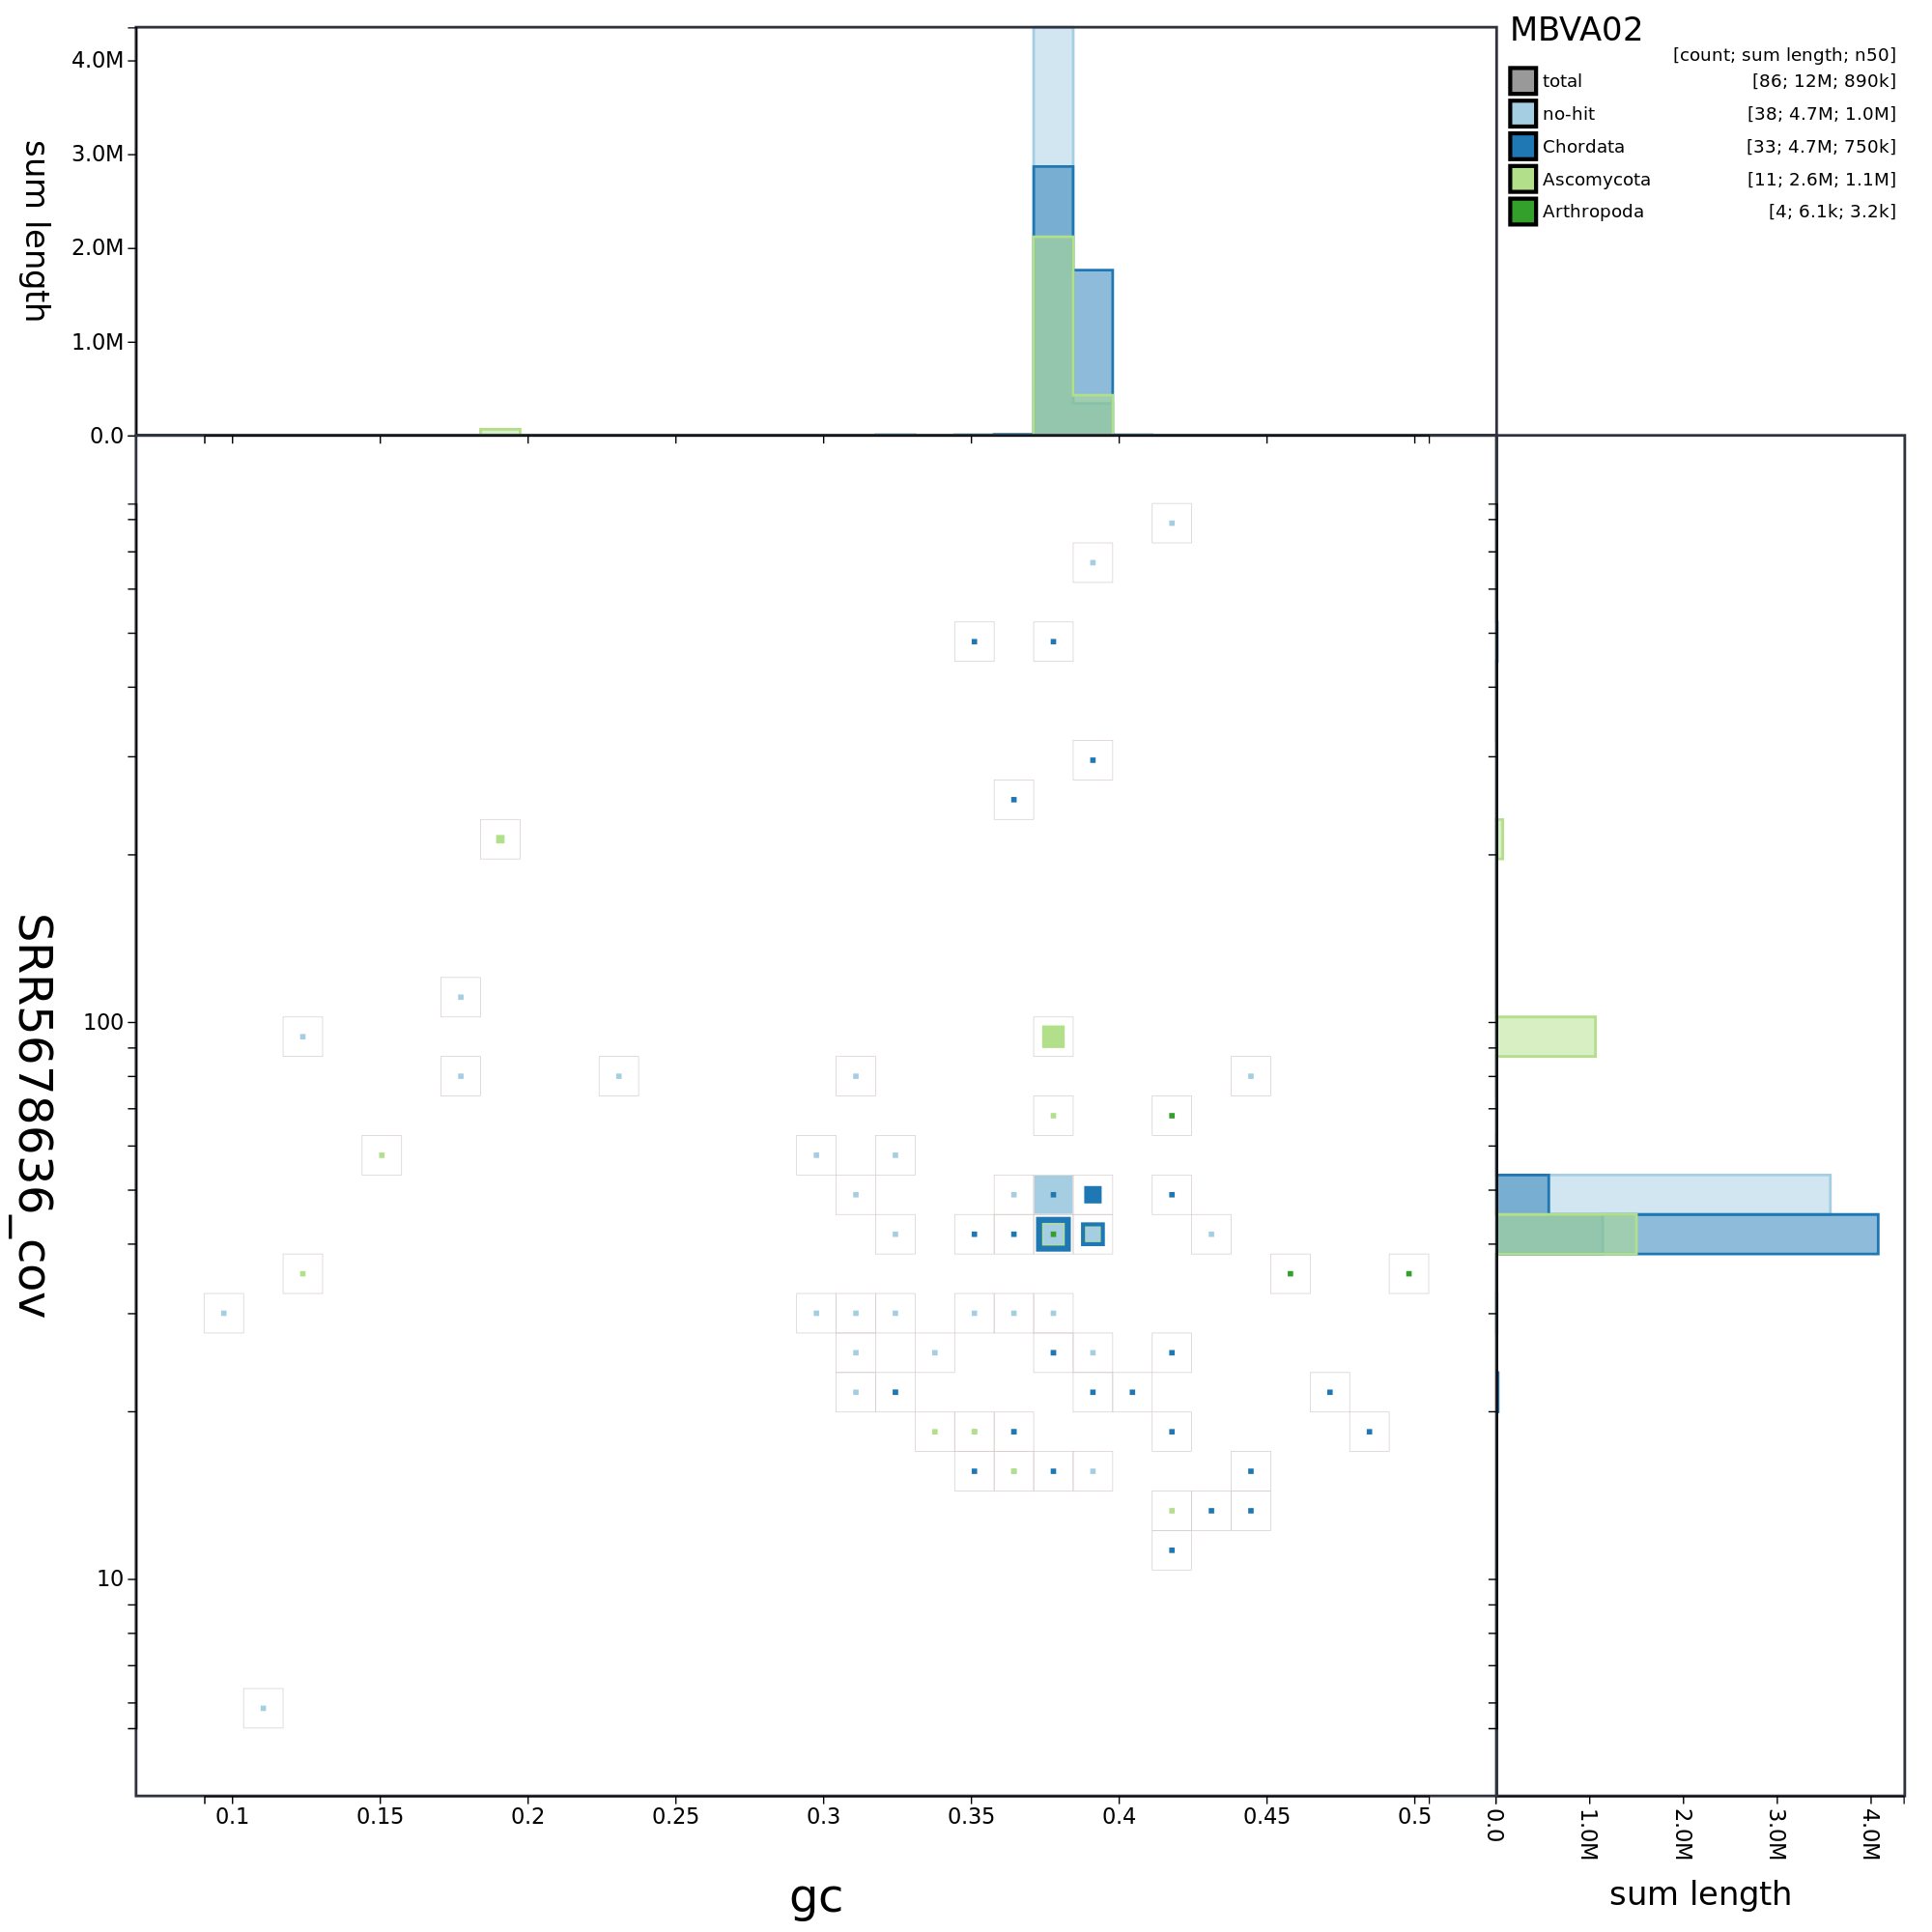 MBVA02
[count; sum length; n50]
total [86; 12M; 890k]
no-hit [38; 4.7M; 1.0M]
Chordata [33; 4.7M; 750k]
Ascomycota [11; 2.6M; 1.1M]
Arthropoda [4; 6.1k; 3.2k]
sum length
4.0M
3.0M
2.0M
1.0M
0.0
SRR5678636_cov
100
10
0.1 0.15 0.2 0.25 0.3 0.35 0.4 0.45 0.5
gc
0.0 1.0M 2.0M 3.0M 4.0M
sum length